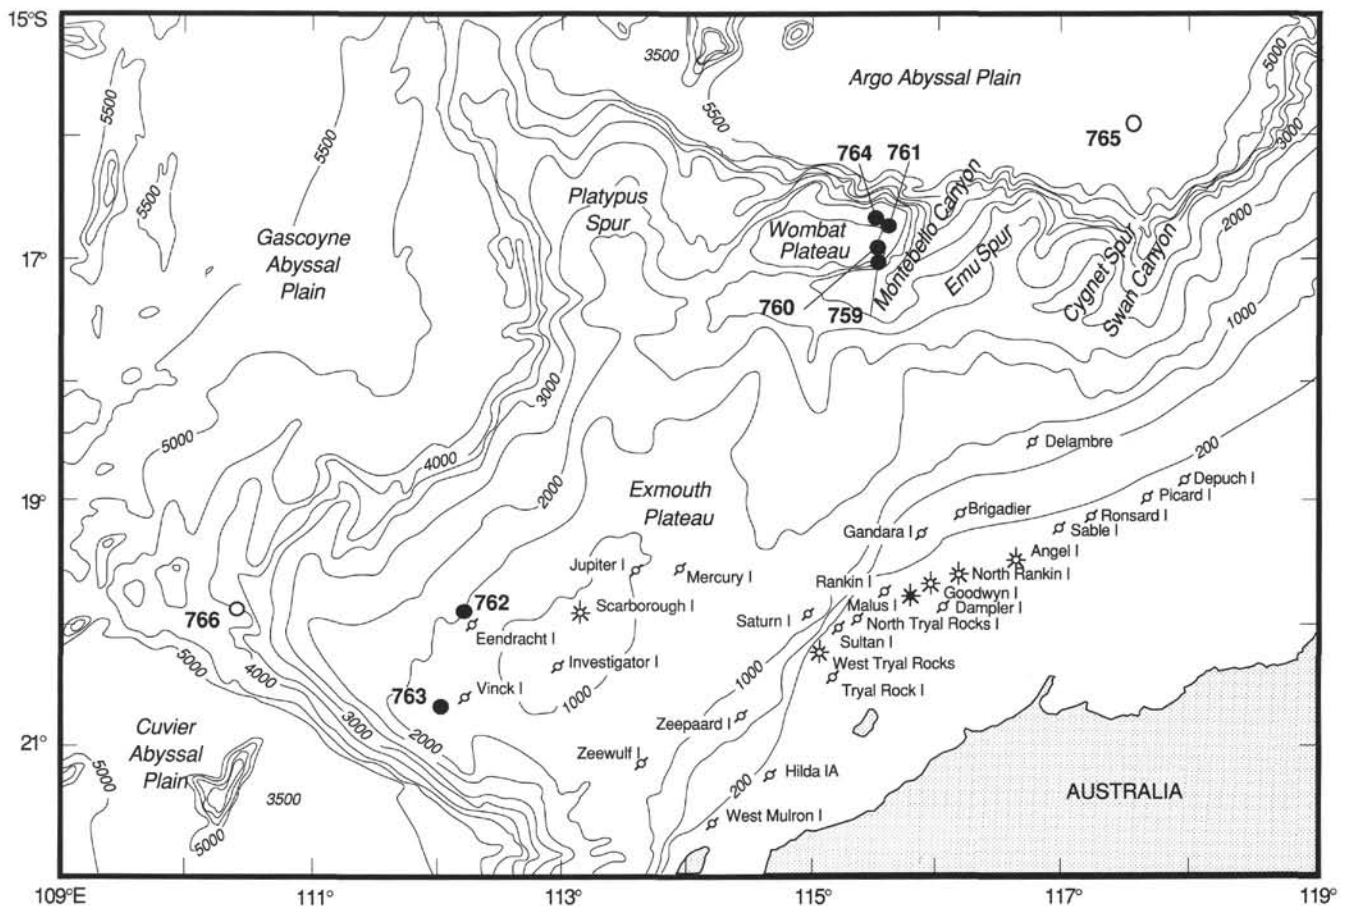 15°S
3500
5000
5500
Argo Abyssal Plain
5500
5500
765
3000
764
761
5500
Platypus
Spur
Wombat
Plateau
Montebello Canyon
2000
Gascoyne
Abyssal
Plain
17°
Emu Spur
Cygnet Spur
Swan Canyon
760
759
1000
3000
5000
4000
Delambre
200
2000
Exmouth
Plateau
19°
Depuch I
Picard I
Brigadier
Ronsard I
Gandara I
Sable I
Angel I
Jupiter I
Mercury I
Rankin I
North Rankin I
Goodwyn I
762
Scarborough I
Malus I
Dampler I
766
Saturn I
North Tryal Rocks I
Eendracht I
Sultan I
5000
4000
Investigator I
1000
West Tryal Rocks
763
Vinck I
Tryal Rock I
1000
3000
2000
Zeepaard I
Cuvier
Abyssal
Plain
21°
Zeewulf I
5000
200
Hilda IA
3500
AUSTRALIA
West Mulron I
5000
109°E
111°
113°
115°
117°
119°